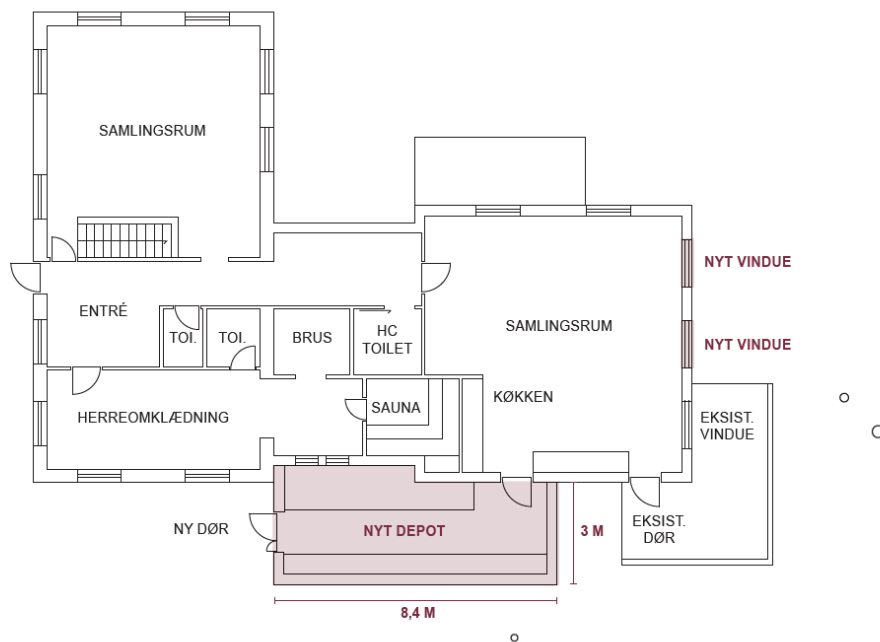 SAMLINGSRUM
NYT VINDUE
ENTRÉ
TOI.
TOI.
BRUS
HC
TOILET
SAMLINGSRUM
NYT VINDUE
HERREOMKLÆDNING
SAUNA
KØKKEN
EKSIST.
VINDUE
NY DØR
NYT DEPOT
3 M
EKSIST.
DØR
8,4 M